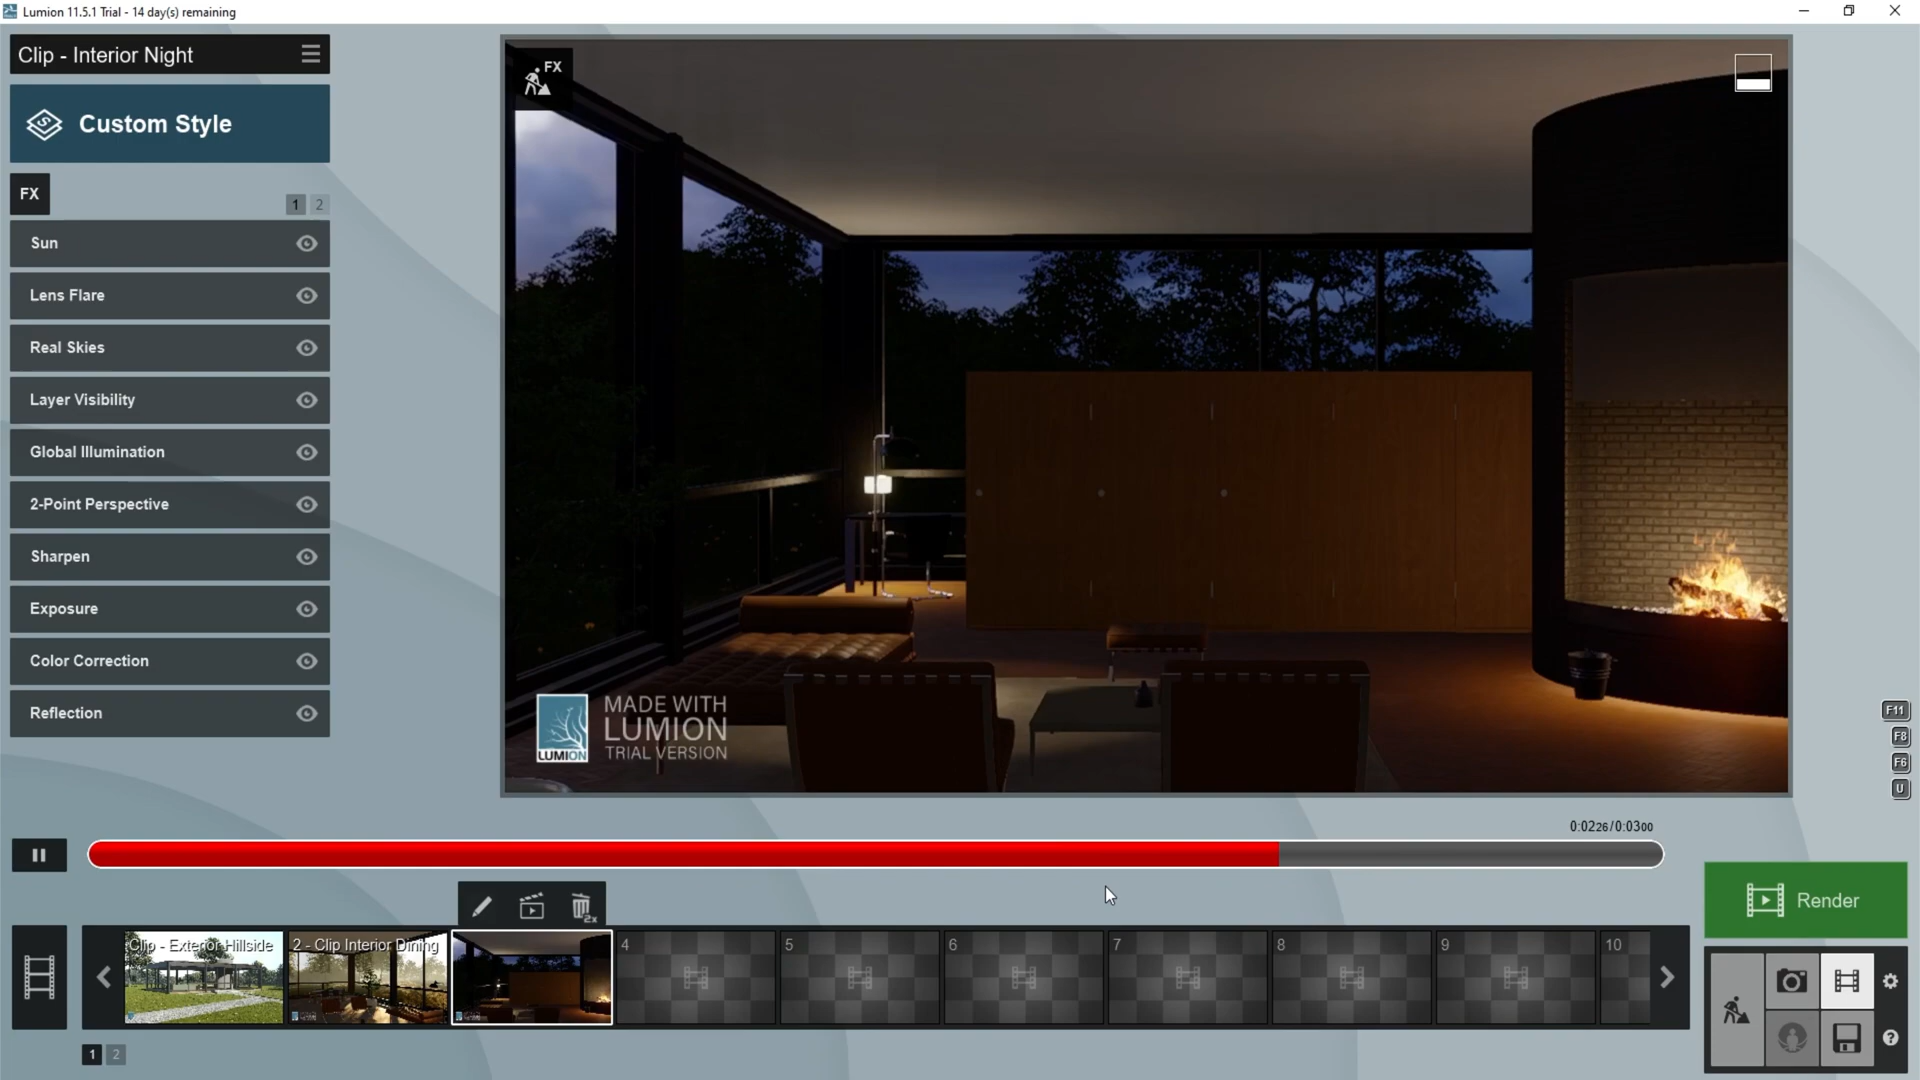 Lumion 11.5.1 Trial - 14 day(s) remaining
Clip - Interior Night
Custom Style
FX
1 2
Sun
Lens Flare
Real Skies
Layer Visibility
Global Illumination
2-Point Perspective
Sharpen
Exposure
Color Correction
Reflection
FX
LUMION
MADE WITH
LUMION
TRIAL VERSION
F11
F8
F6
U
0:0226/0:0300
2x
Render
Clip - Exterior Hillside
2 - Clip Interior Dining
4
5
6
7
8
9
10
1 2